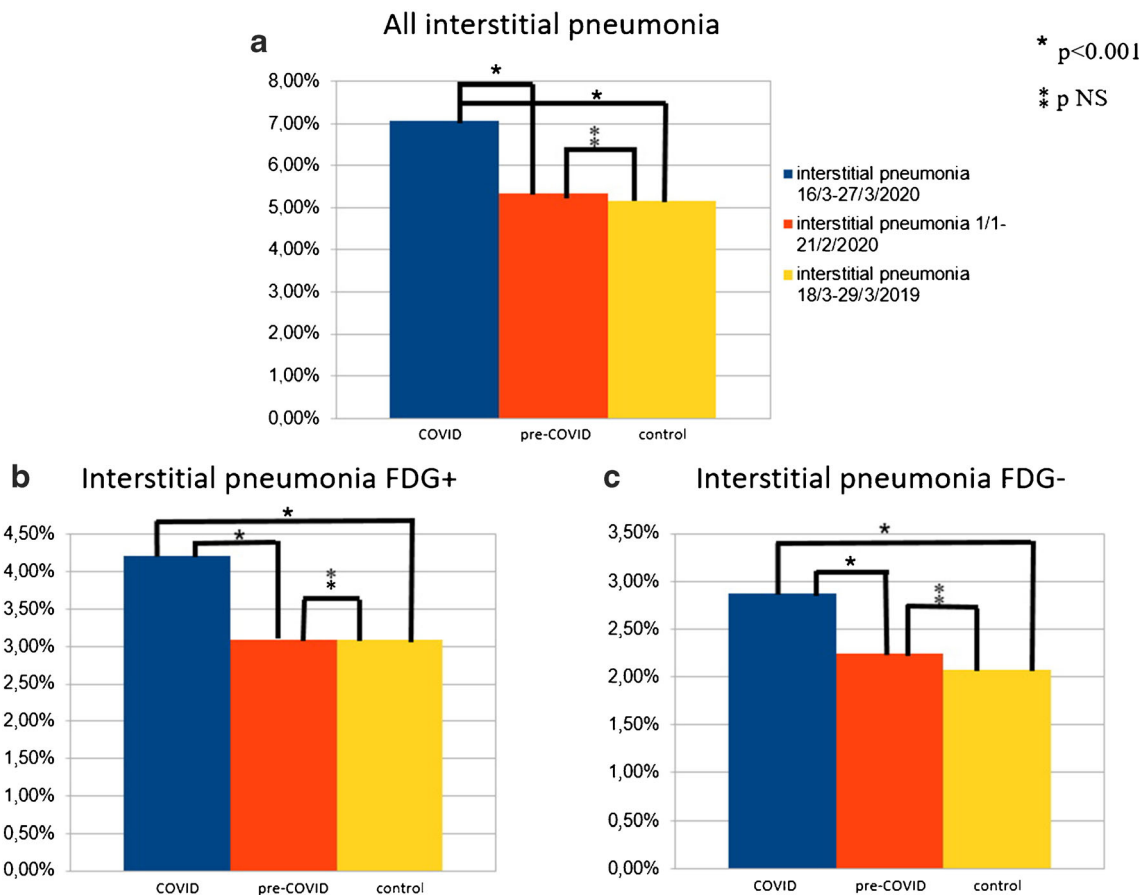 All interstitial pneumonia
a
* p<0.001
** p NS
8,00%
7,00%
6,00%
5,00%
4,00%
3,00%
2,00%
1,00%
0,00%
*
*
**
COVID
pre-COVID
control
interstitial pneumonia
16/3-27/3/2020
interstitial pneumonia 1/1-
21/2/2020
interstitial pneumonia
18/3-29/3/2019
b
Interstitial pneumonia FDG+
4,50%
4,00%
3,50%
3,00%
2,50%
2,00%
1,50%
1,00%
0,50%
0,00%
*
*
**
COVID
pre-COVID
control
c
Interstitial pneumonia FDG-
3,50%
3,00%
2,50%
2,00%
1,50%
1,00%
0,50%
0,00%
*
*
**
COVID
pre-COVID
control